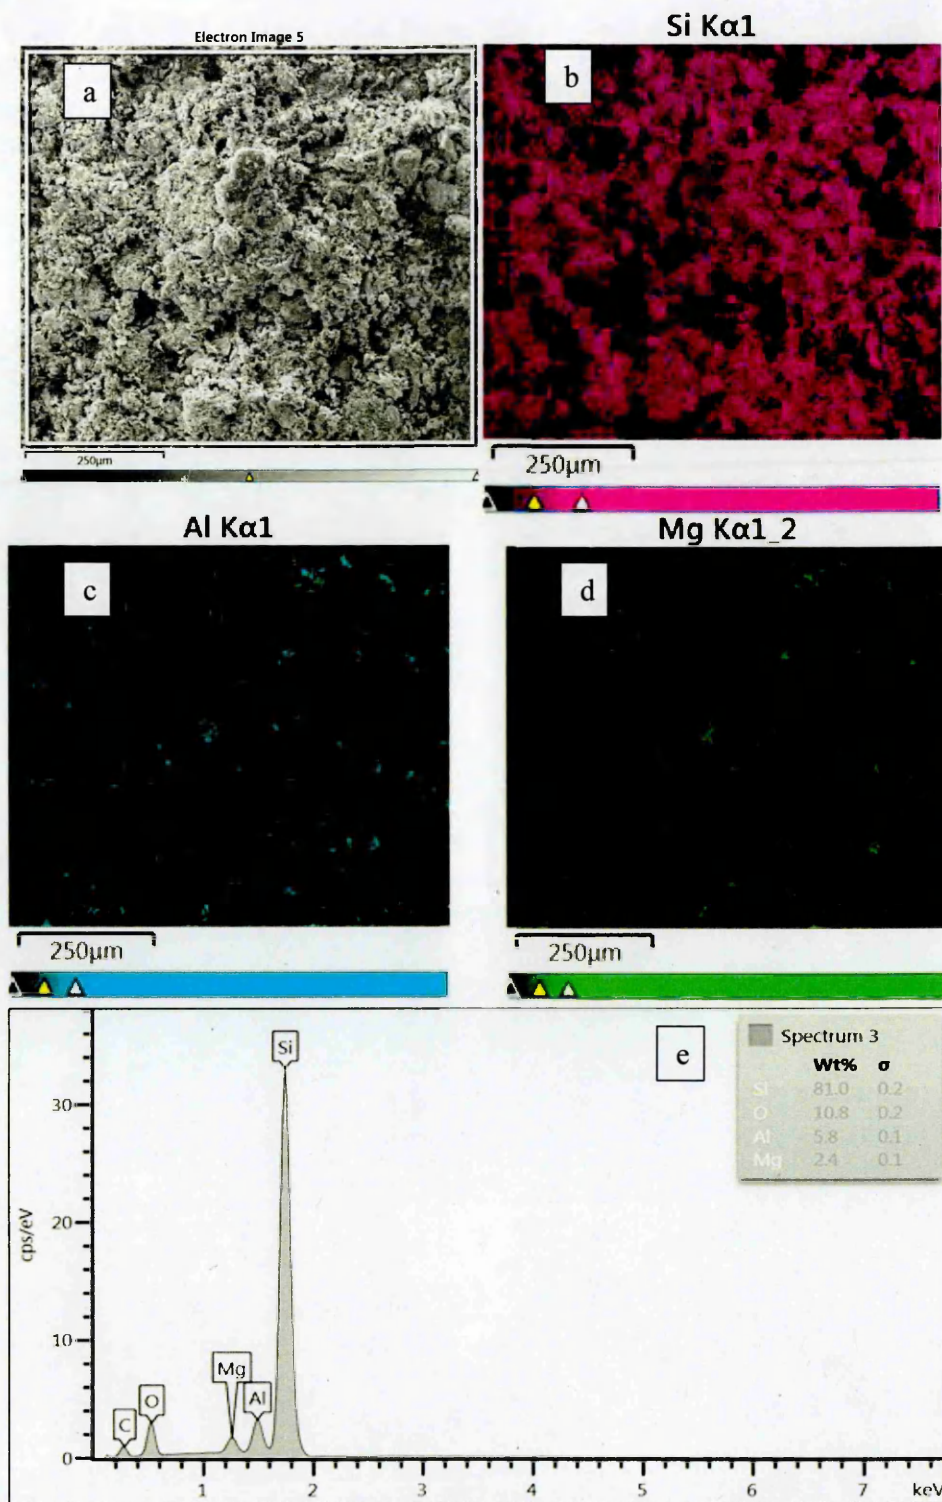 Electron Image 5
a
250μm
Si Kα1
b
250μm
Al Kα1
c
250μm
Mg Kα1_2
d
250μm
e
Spectrum 3
Wt% σ
Si 81.0 0.2
O 10.8 0.2
Al 5.8 0.1
Mg 2.4 0.1
cps/eV
30
20
10
0
C
O
Mg
Al
Si
1 2 3 4 5 6 7 keV